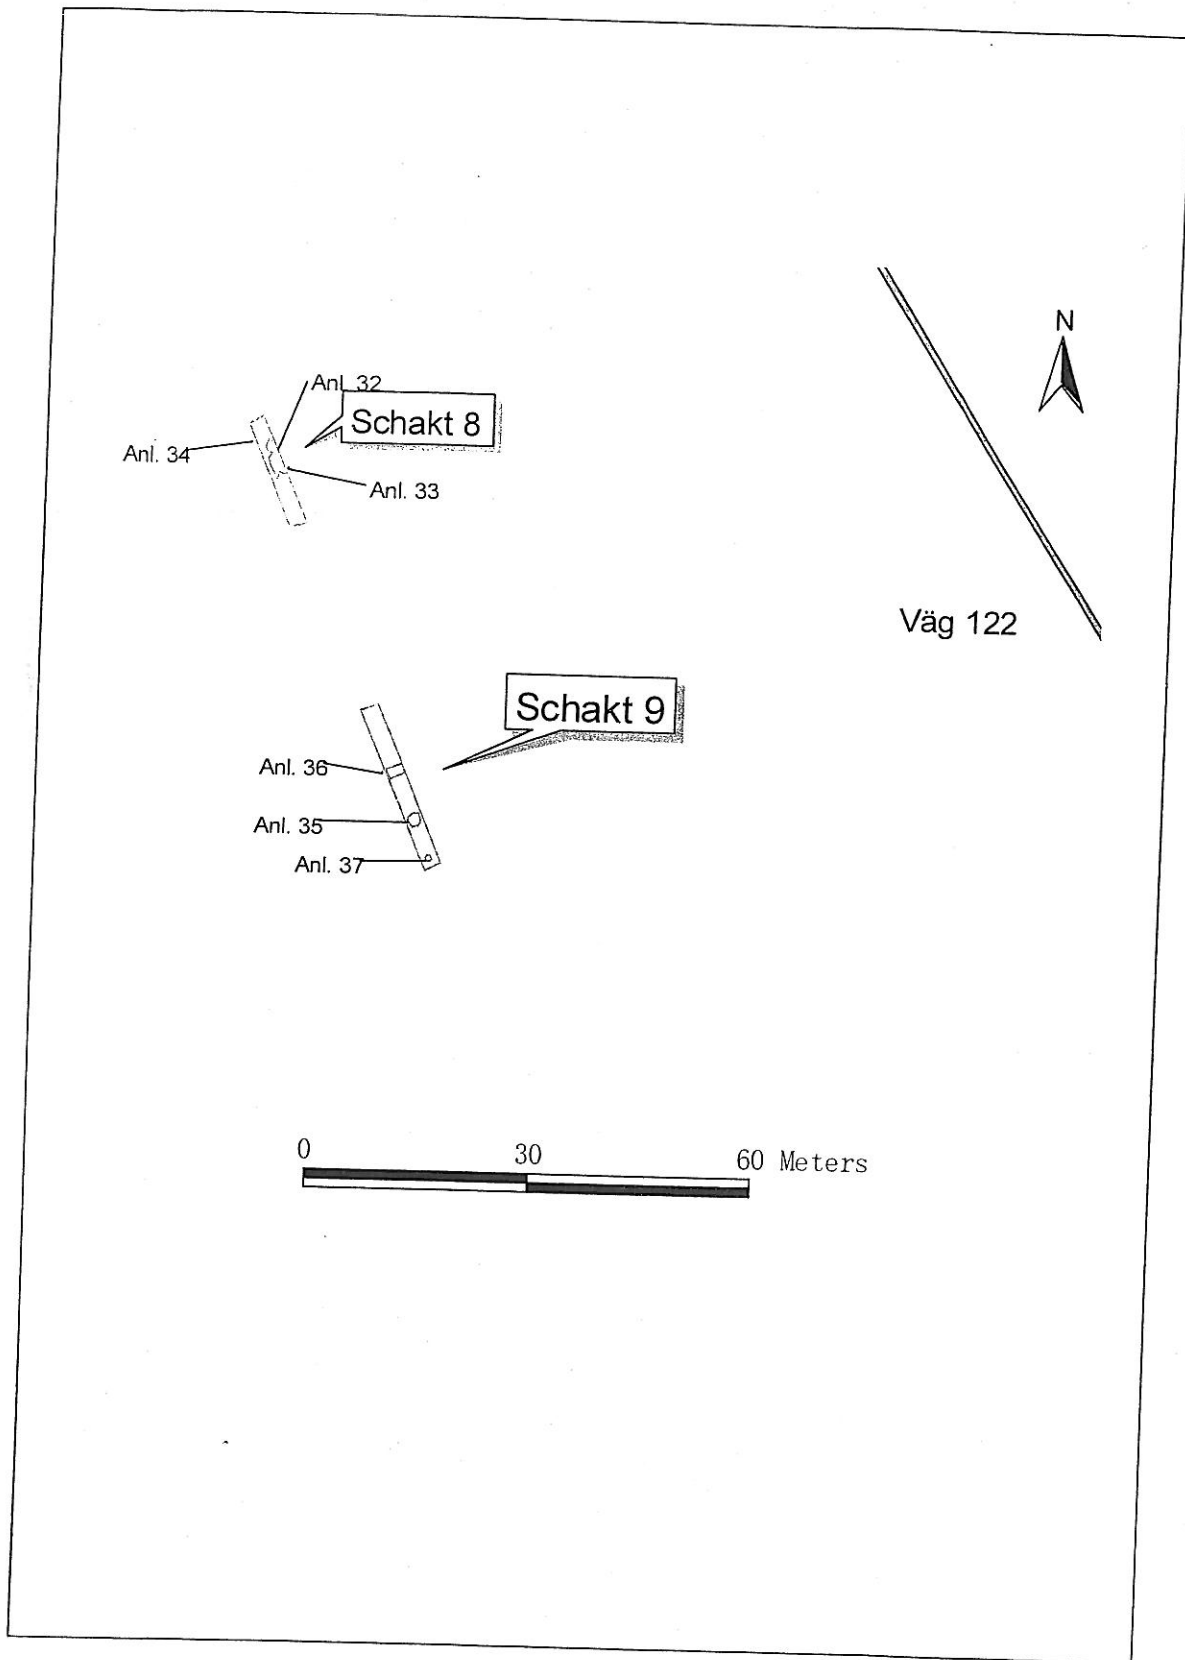 N
Anl. 32
Schakt 8
Anl. 34
Anl. 33
Väg 122
Schakt 9
Anl. 36
Anl. 35
Anl. 37
0 30 60 Meters